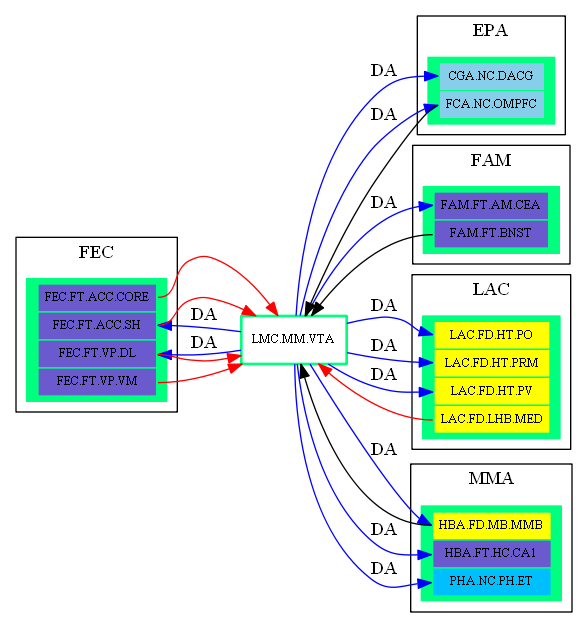 EPA
DA
CGA.NC.DACG
FCA.NC.OMPFC
DA
FAM
DA
FAM.FT.AM.CEA
FAM.FT.BNST
FEC
FEC.FT.ACC.CORE
FEC.FT.ACC.SH
FEC.FT.VP.DL
FEC.FT.VP.VM
DA
DA
LMC.MM.VTA
LAC
DA
LAC.FD.HT.PO
DA
LAC.FD.HT.PRM
DA
LAC.FD.HT.PV
LAC.FD.LHB.MED
MMA
DA
HBA.FD.MB.MMB
DA
HBA.FT.HC.CA1
DA
PHA.NC.PH.ET